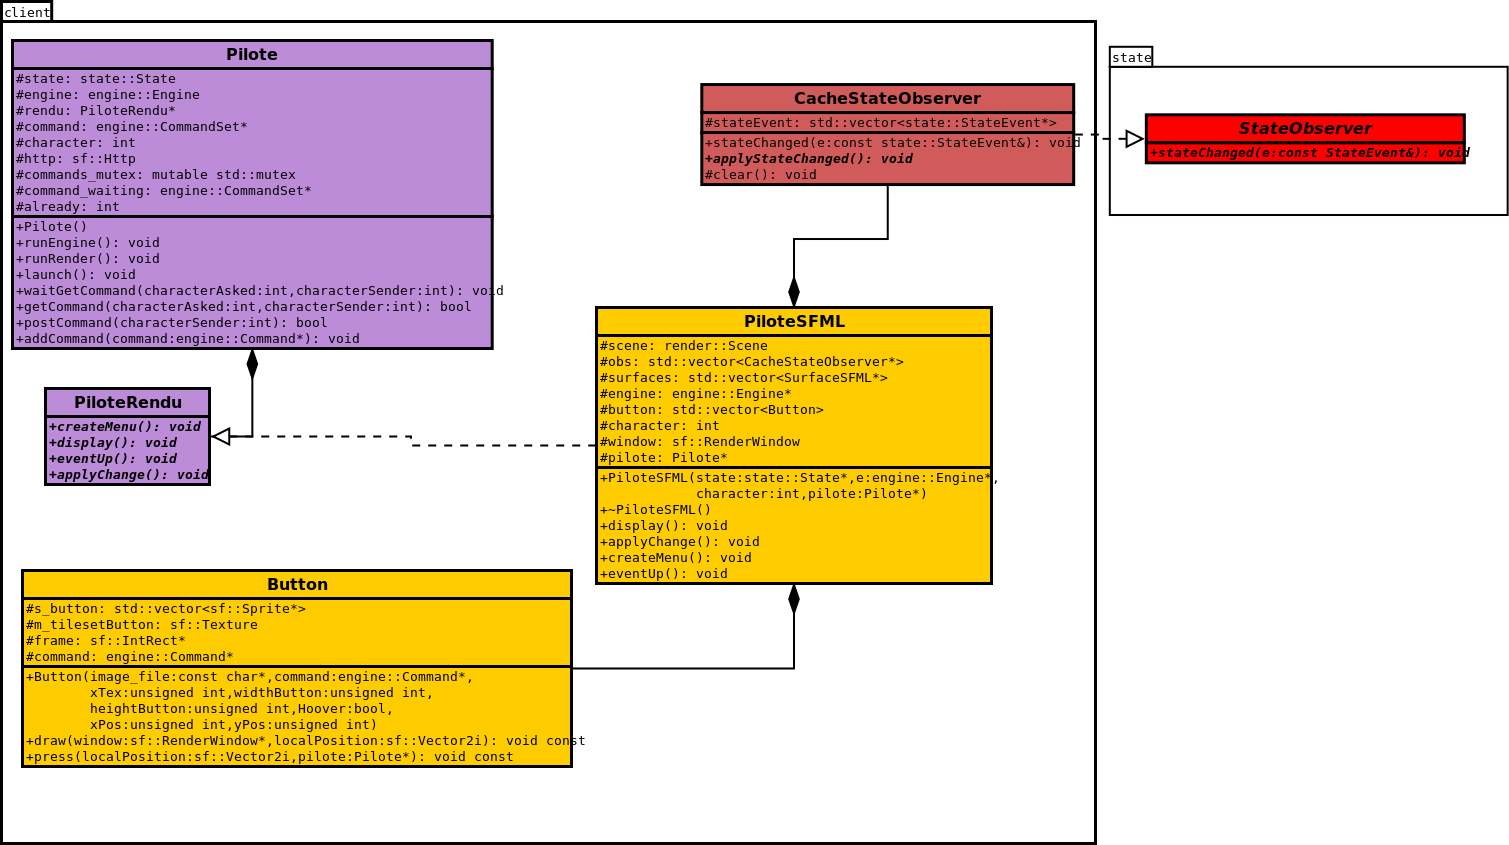 client
Pilote
#state: state::State
#engine: engine::Engine
#rendu: PiloteRendu*
#command: engine::CommandSet*
#character: int
#http: sf::Http
#commands_mutex: mutable std::mutex
#command_waiting: engine::CommandSet*
#already: int
+Pilote()
+runEngine(): void
+runRender(): void
+launch(): void
+waitGetCommand(characterAsked:int,characterSender:int): void
+getCommand(characterAsked:int,characterSender:int): bool
+postCommand(characterSender:int): bool
+addCommand(command:engine::Command*): void
CacheStateObserver
#stateEvent: std::vector<state::StateEvent*>
+stateChanged(e:const state::StateEvent&): void
+applyStateChanged(): void
#clear(): void
state
StateObserver
+stateChanged(e:const StateEvent&): void
PiloteRendu
+createMenu(): void
+display(): void
+eventUp(): void
+applyChange(): void
PiloteSFML
#scene: render::Scene
#obs: std::vector<CacheStateObserver*>
#surfaces: std::vector<SurfaceSFML*>
#engine: engine::Engine*
#button: std::vector<Button>
#character: int
#window: sf::RenderWindow
#pilote: Pilote*
+PiloteSFML(state:state::State*,e:engine::Engine*,
character:int,pilote:Pilote*)
+~PiloteSFML()
+display(): void
+applyChange(): void
+createMenu(): void
+eventUp(): void
Button
#s_button: std::vector<sf::Sprite*>
#m_tilesetButton: sf::Texture
#frame: sf::IntRect*
#command: engine::Command*
+Button(image_file:const char*,command:engine::Command*,
xTex:unsigned int,widthButton:unsigned int,
heightButton:unsigned int,Hoover:bool,
xPos:unsigned int,yPos:unsigned int)
+draw(window:sf::RenderWindow*,localPosition:sf::Vector2i): void const
+press(localPosition:sf::Vector2i,pilote:Pilote*): void const